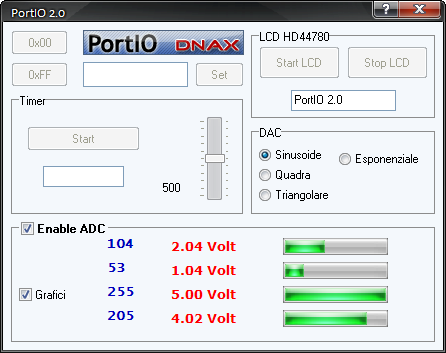 PortIO 2.0
0x00
PortIO DNAX
0xFF
Set
LCD HD44780
Start LCD
Stop LCD
PortIO 2.0
Timer
Start
500
DAC
Sinusoide
Esponenziale
Quadra
Triangolare
Enable ADC
104 2.04 Volt
53 1.04 Volt
Grafici
255 5.00 Volt
205 4.02 Volt